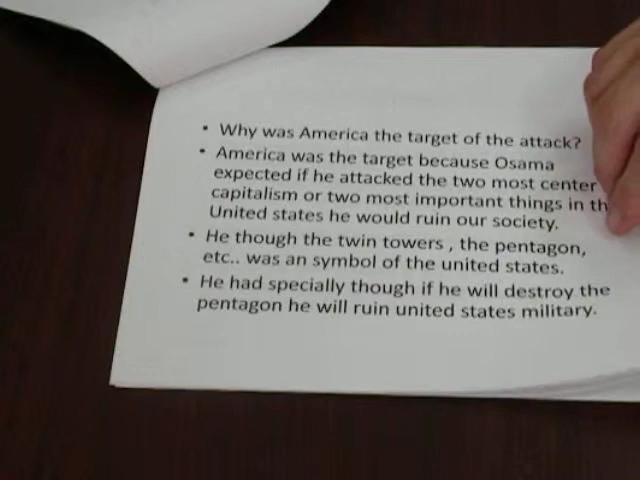 • Why was America the target of the attack?
• America was the target because Osama
expected if he attacked the two most center
capitalism or two most important things in th
United states he would ruin our society.
• He though the twin towers , the pentagon,
etc.. was an symbol of the united states.
• He had specially though if he will destroy the
pentagon he will ruin united states military.